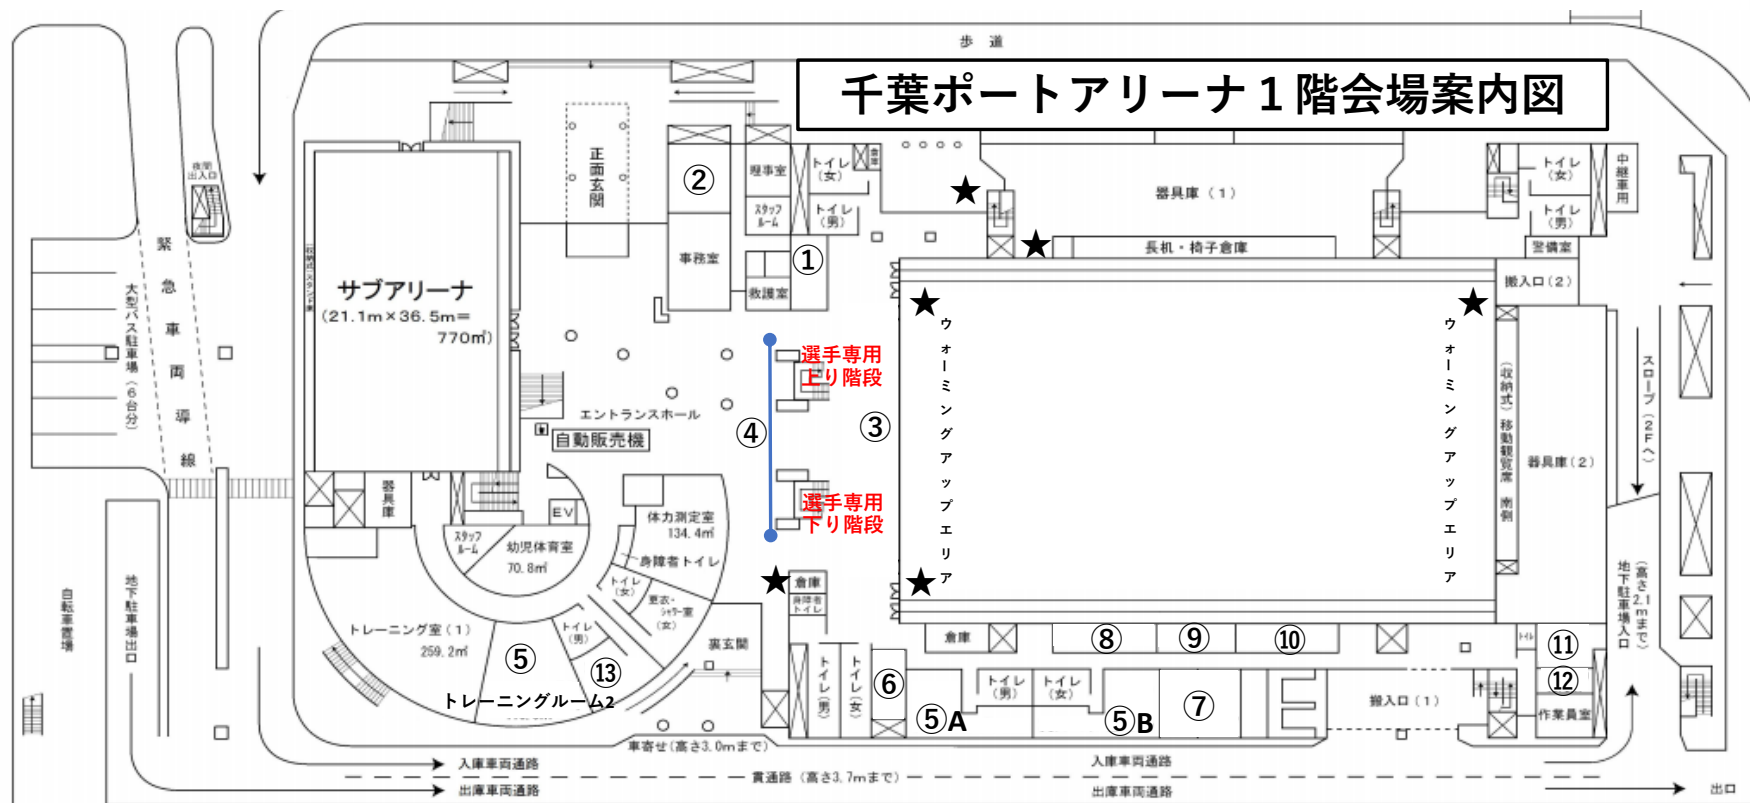 歩 道
千葉ポートアリーナ１階会場案内図
夜間
出入口
正面玄関
②
理事室
スタッフ
ルーム
トイレ
(女)
倉庫
トイレ
(男)
事務室
①
救護室
★
器具庫(1)
★
長机・椅子倉庫
トイレ
(女)
トイレ
(男)
中継車用
警備室
搬入口(2)
緊急車両導線
大型バス駐車場(6台分)
サブアリーナ
(21.1m×36.5m=
770㎡)
エントランスホール
自動販売機
選手専用
上り階段
④
③
選手専用
下り階段
★
★
★
ウォーミングアップエリア
ウォーミングアップエリア
(収納式)移動観覧席 南側
器具庫(2)
スロープ(2Fへ)
器具庫
スタッフ
ルーム
EV
幼児体育室
70.8㎡
体力測定室
134.4㎡
身障者トイレ
トイレ
(女)
更衣・
シャワー室
(女)
トイレ
(男)
トレーニング室(1)
259.2㎡
⑤
⑬
トレーニングルーム2
裏玄関
★
倉庫
身障者
トイレ
トイレ(男)
トイレ(女)
⑥
倉庫
⑧
⑨
⑩
トイレ
⑪
⑫
作業員室
⑤A
トイレ
(男)
トイレ
(女)
⑤B
⑦
搬入口(1)
地下駐車場入口
(高さ2.1mまで)
自転車置場
地下駐車場出口
車寄せ(高さ3.0mまで)
入庫車両通路
入庫車両通路
貫通路(高さ3.7mまで)
出庫車両通路
出庫車両通路
出口